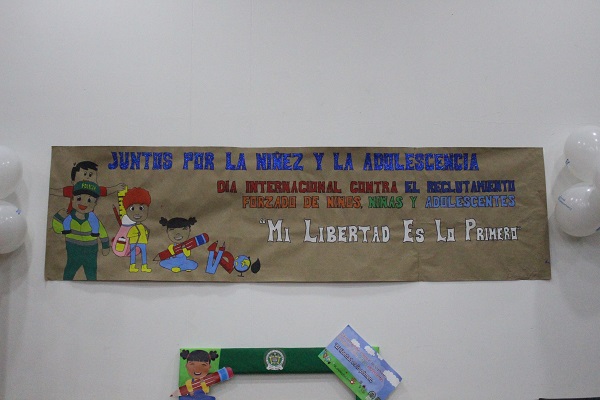 JUNTOS POR LA NIÑEZ Y LA ADOLESCENCIA
DIA INTERNACIONAL CONTRA EL RECLUTAMIENTO
FORZADO DE NIÑOS, NIÑAS Y ADOLESCENTES
"MI LIBERTAD ES LO PRIMERO"